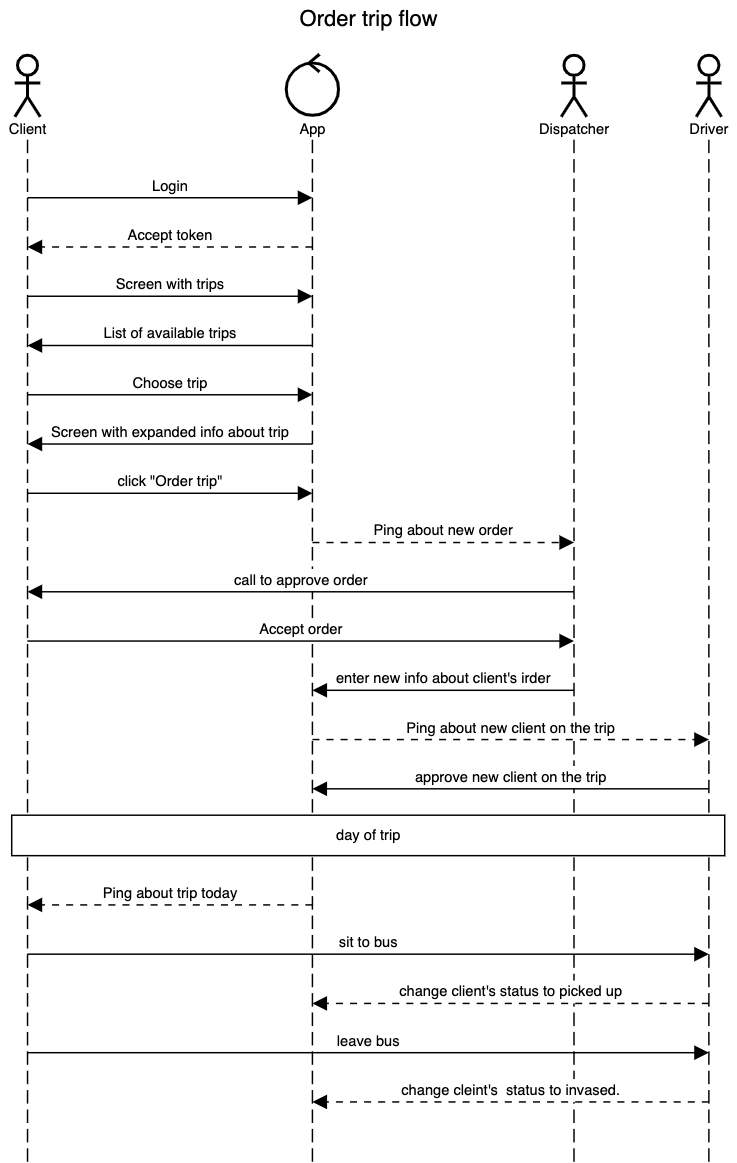 Order trip flow
Client
App
Dispatcher
Driver
Login
Accept token
Screen with trips
List of available trips
Choose trip
Screen with expanded info about trip
click "Order trip"
Ping about new order
call to approve order
Accept order
enter new info about client's irder
Ping about new client on the trip
approve new client on the trip
day of trip
Ping about trip today
sit to bus
change client's status to picked up
leave bus
change cleint's  status to invased.